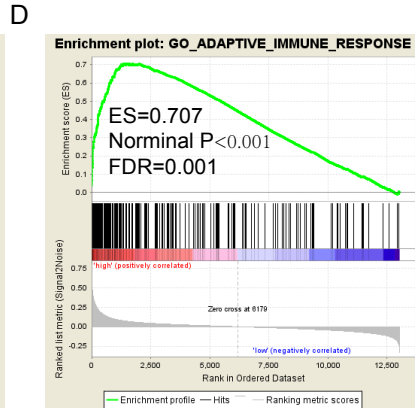 D
Enrichment plot: GO_ADAPTIVE_IMMUNE_RESPONSE
Enrichment score (ES)
0.7
0.6
0.5
0.4
0.3
0.2
0.1
0.0
ES=0.707
Norminal P<0.001
FDR=0.001
'high' (positively correlated)
Ranked list metric (Signal2Noise)
0.75
0.50
0.25
0.00
-0.25
Zero cross at 6179
'low' (negatively correlated)
0 2,500 5,000 7,500 10,000 12,500
Rank in Ordered Dataset
Enrichment profile Hits Ranking metric scores